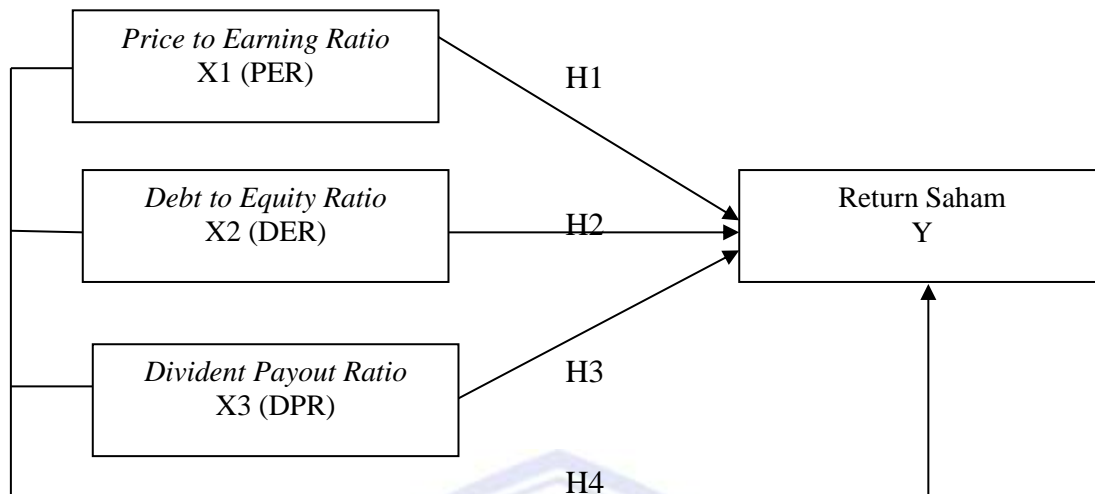 Price to Earning Ratio
X1 (PER)
H1
Debt to Equity Ratio
X2 (DER)
H2
Return Saham
Y
Divident Payout Ratio
X3 (DPR)
H3
H4